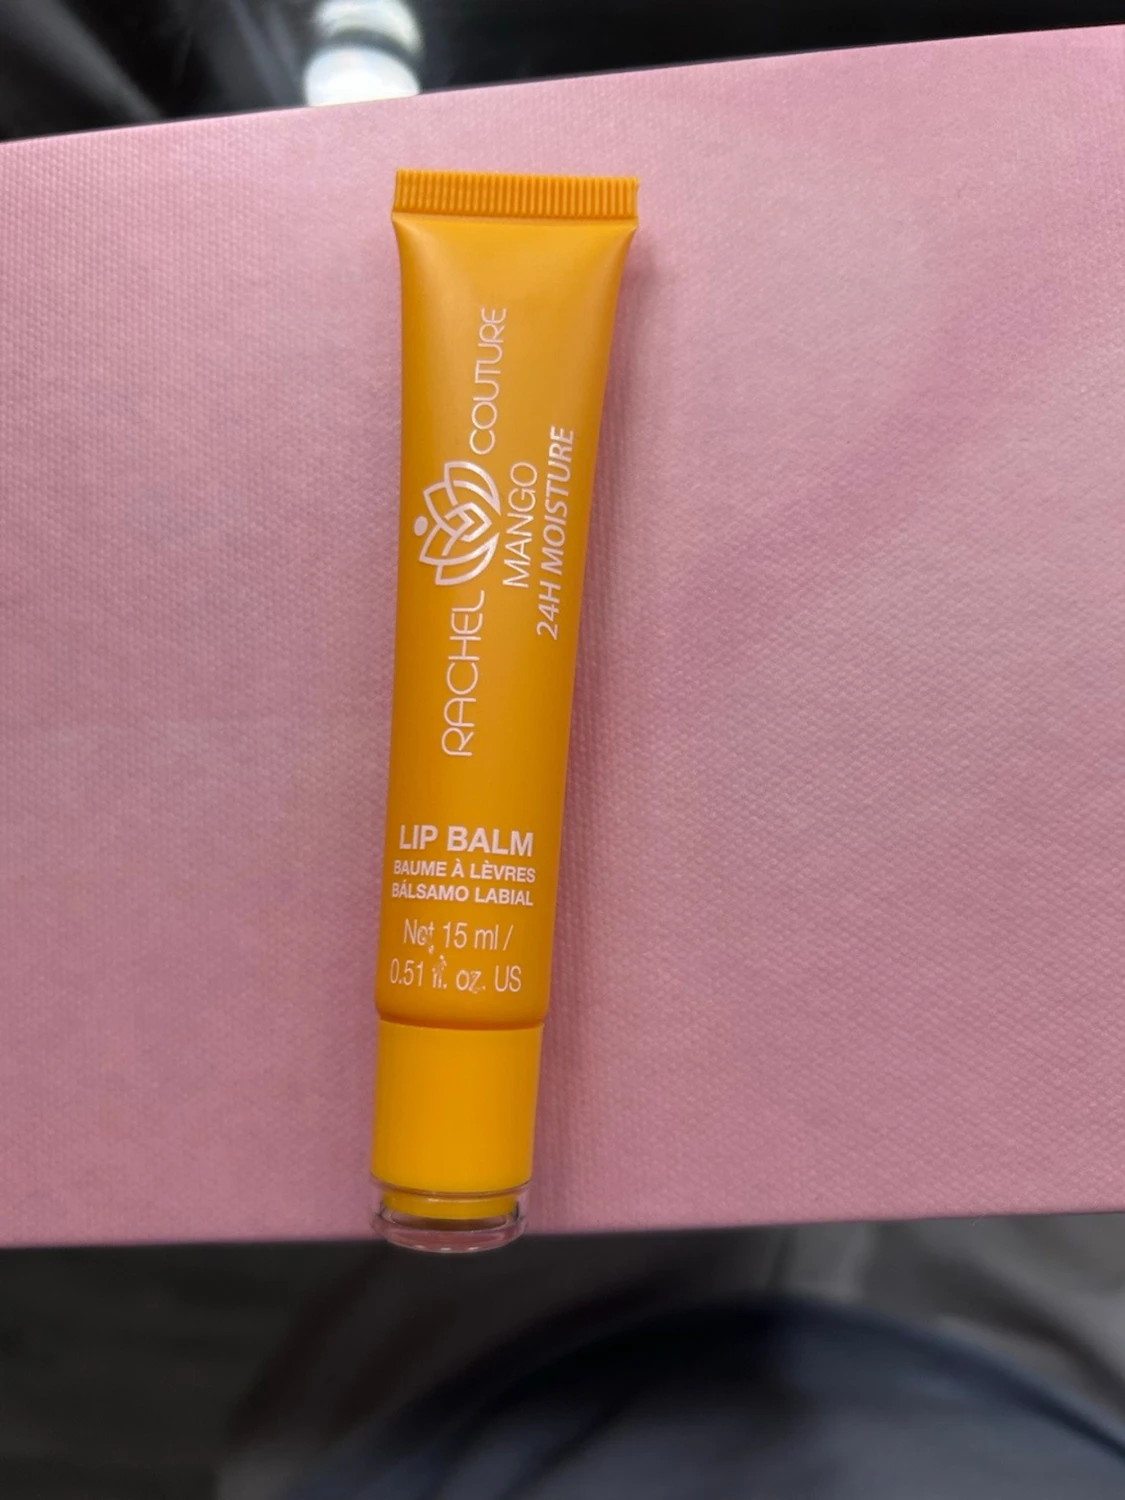 RACHEL COUTURE
MANGO
24H MOISTURE
LIP BALM
BAUME À LÈVRES
BÁLSAMO LABIAL
Net 15 ml /
0.51 fl. oz. US